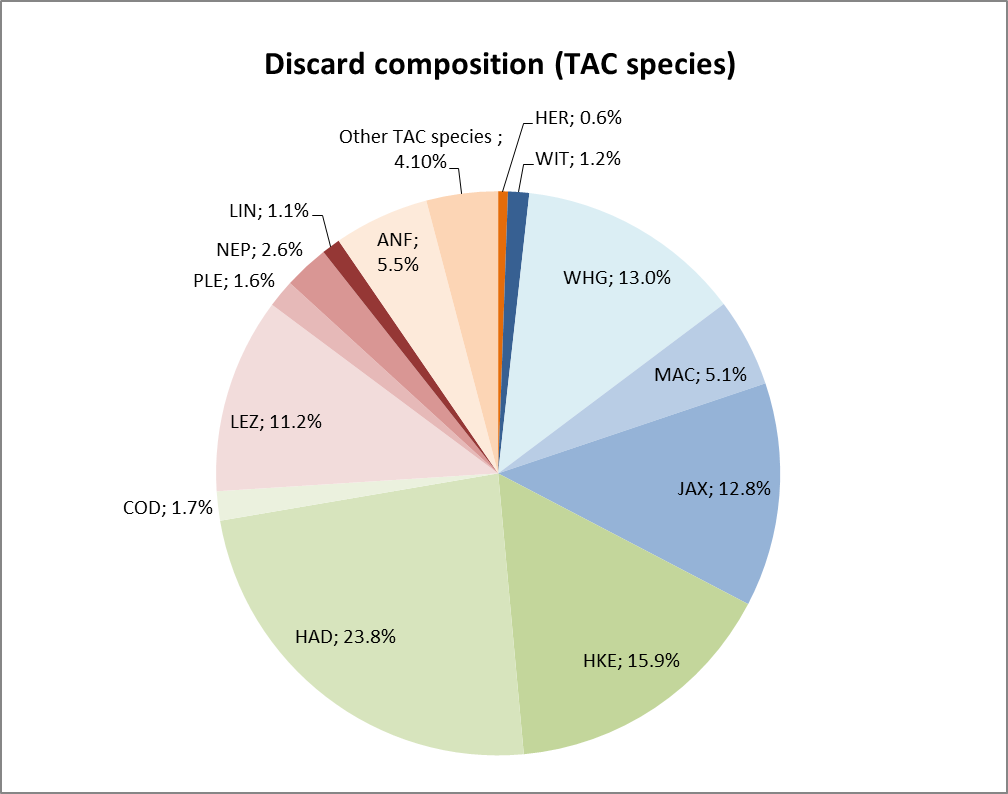 Discard composition (TAC species)
HER; 0.6%
Other TAC species ;
4.10%
WIT; 1.2%
LIN; 1.1%
ANF;
5.5%
NEP; 2.6%
PLE; 1.6%
WHG; 13.0%
MAC; 5.1%
LEZ; 11.2%
JAX; 12.8%
COD; 1.7%
HAD; 23.8%
HKE; 15.9%